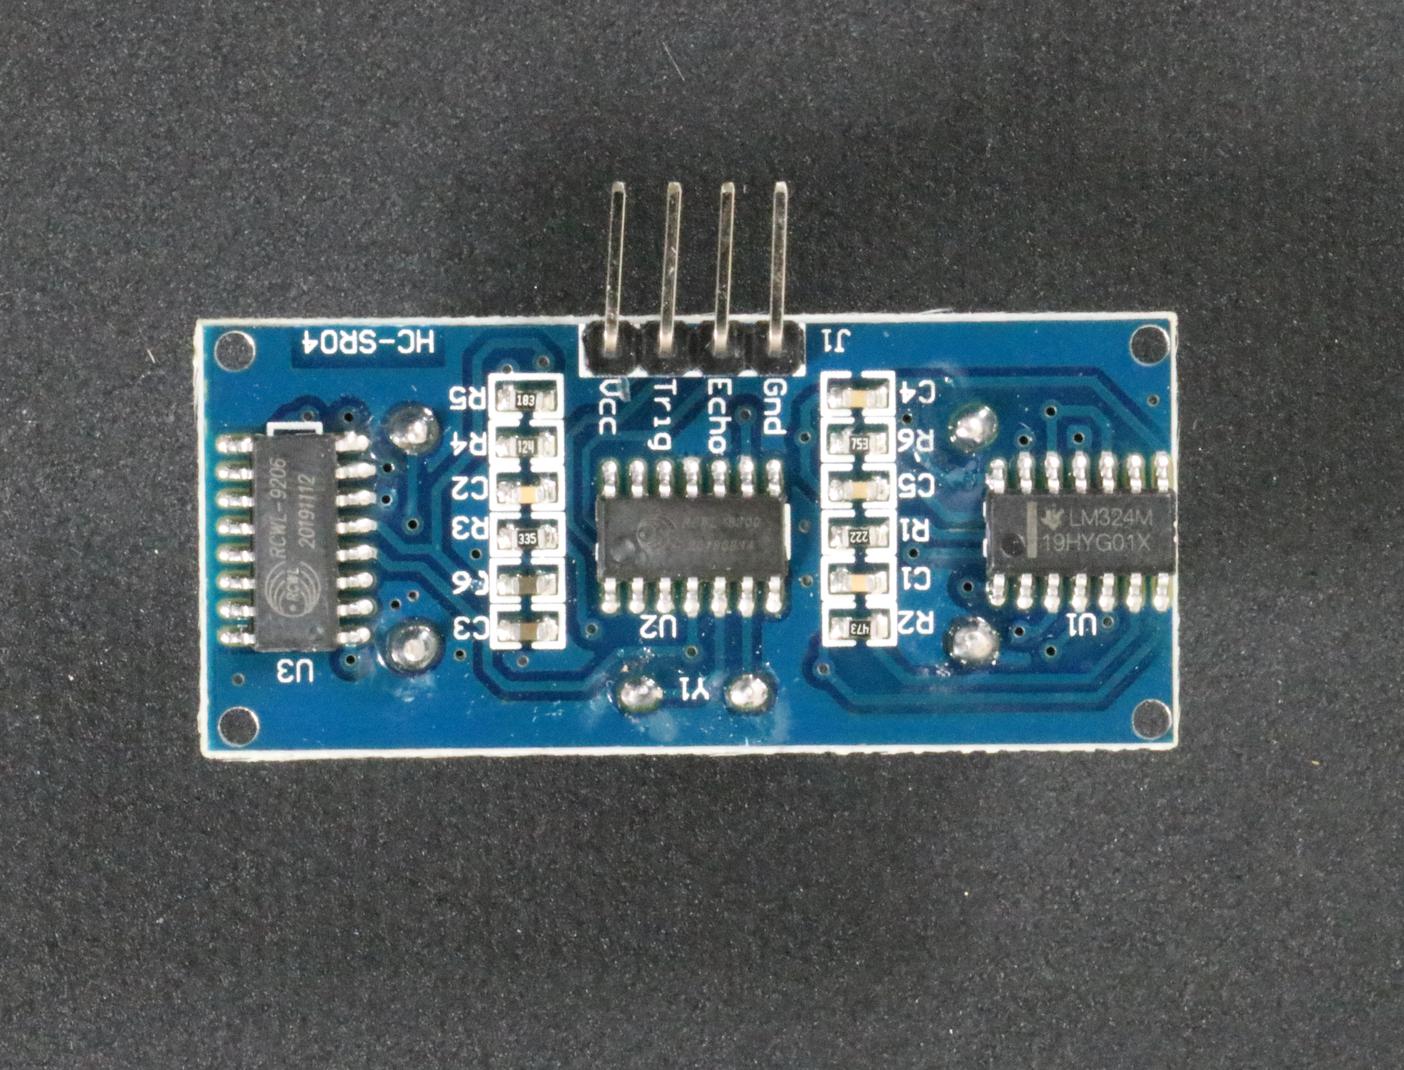 HC-SR04
J1
Vcc
Trig
Echo
Gnd
R5
183
R4
124
C2
R3
335
C6
C3
C4
R6
753
C5
R1
222
C1
R2
473
RCWL-9206
20191112
RCWL
U3
U2
Y1
LM324M
19HYG01X
U1